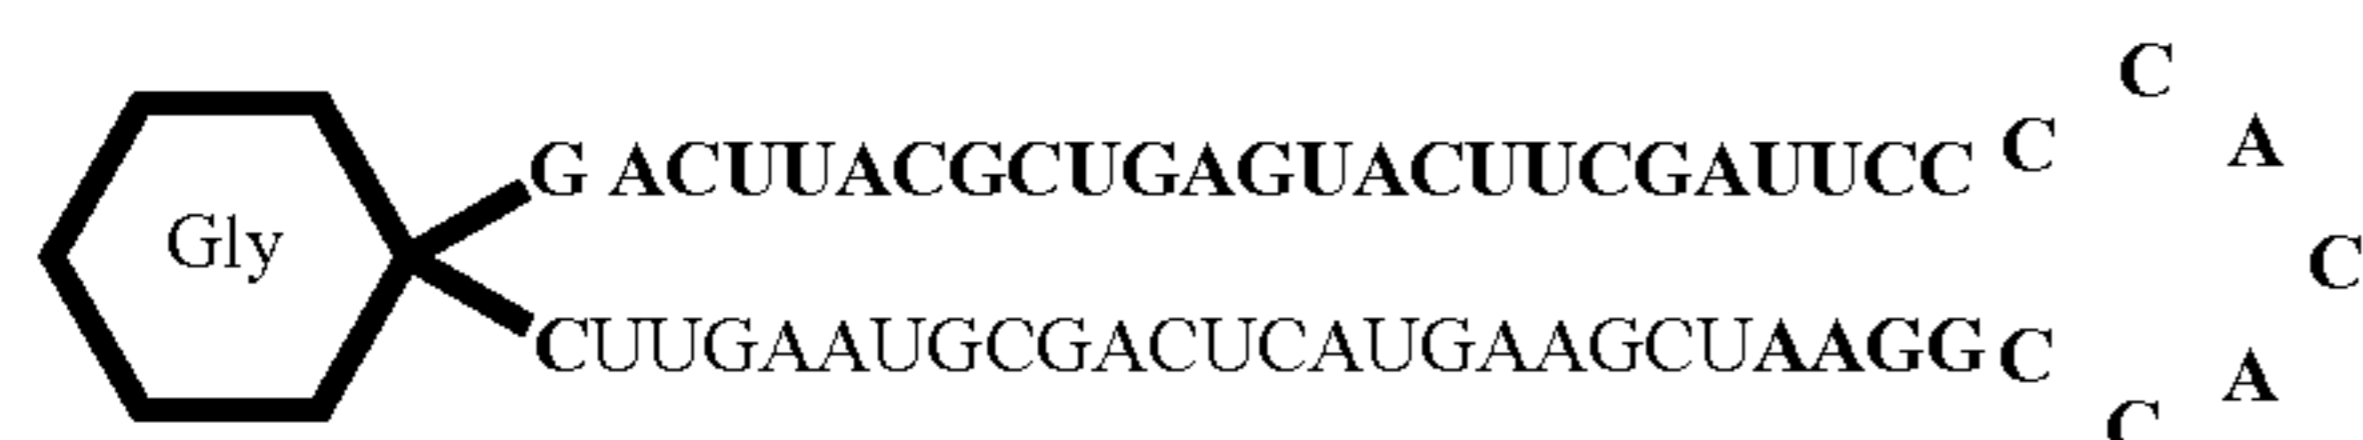 C
G ACUUACGCUGAGUACUUCGAUUCC C A
Gly C
CUUGAAUGCGACUCAUGAAGCUAAGG C A
C